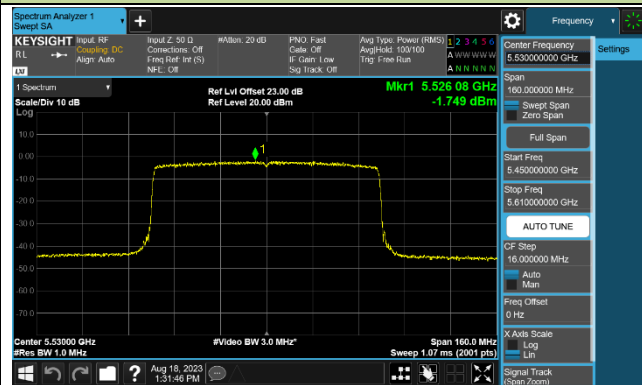 Spectrum Analyzer 1
Swept SA
Frequency
KEYSIGHT
Input: RF
Coupling: DC
Align: Auto
Input Z: 50 Ω
Corrections: Off
Freq Ref: Int (S)
NFE: Off
#Atten: 20 dB
PNO: Fast
Gate: Off
IF Gain: Low
Sig Track: Off
Avg Type: Power (RMS)
Avg|Hold: 100/100
Trig: Free Run
1 2 3 4 5 6
A W W W W W
A N N N N N
RL
LXI
1 Spectrum
Scale/Div 10 dB
Log
Ref Lvl Offset 23.00 dB
Ref Level 20.00 dBm
Mkr1 5.526 08 GHz
-1.749 dBm
1
10.0
0.00
-10.0
-20.0
-30.0
-40.0
-50.0
-60.0
-70.0
Center 5.53000 GHz
#Res BW 1.0 MHz
#Video BW 3.0 MHz*
Span 160.0 MHz
Sweep 1.07 ms (2001 pts)
Aug 18, 2023
1:31:46 PM
Center Frequency
5.530000000 GHz
Settings
Span
160.000000 MHz
Swept Span
Zero Span
Full Span
Start Freq
5.450000000 GHz
Stop Freq
5.610000000 GHz
AUTO TUNE
CF Step
16.000000 MHz
Auto
Man
Freq Offset
0 Hz
X Axis Scale
Log
Lin
Signal Track
(Span Zoom)